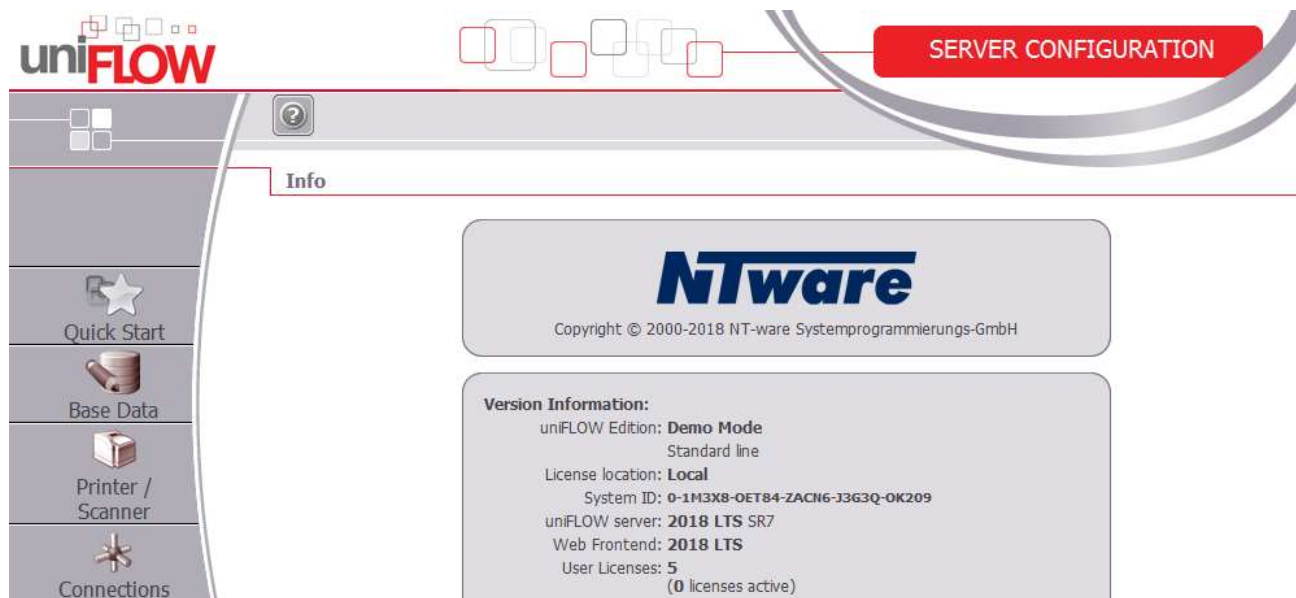 uniFLOW
SERVER CONFIGURATION
Info
Quick Start
Base Data
Printer /
Scanner
Connections
NTware
Copyright © 2000-2018 NT-ware Systemprogrammierungs-GmbH
Version Information:
uniFLOW Edition: Demo Mode
Standard line
License location: Local
System ID: 0-1M3X8-OET84-ZACN6-J3G3Q-OK209
uniFLOW server: 2018 LTS SR7
Web Frontend: 2018 LTS
User Licenses: 5
(0 licenses active)